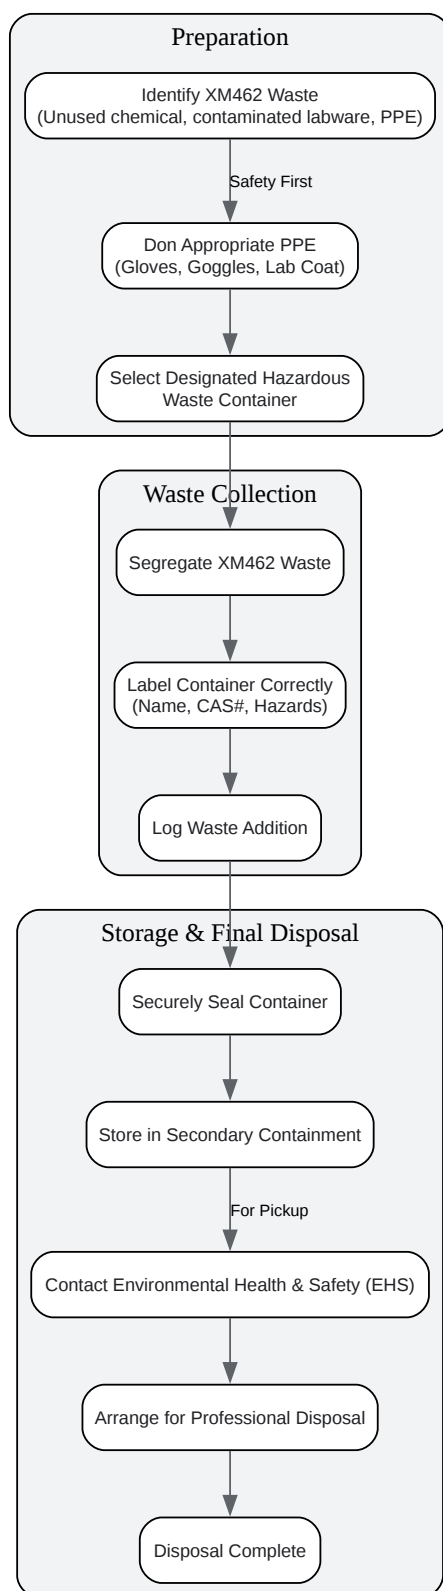 Preparation
Identify XM462 Waste
(Unused chemical, contaminated labware, PPE)
Safety First
Don Appropriate PPE
(Gloves, Goggles, Lab Coat)
Select Designated Hazardous
Waste Container
Waste Collection
Segregate XM462 Waste
Label Container Correctly
(Name, CAS#, Hazards)
Log Waste Addition
Storage & Final Disposal
Securely Seal Container
Store in Secondary Containment
For Pickup
Contact Environmental Health & Safety (EHS)
Arrange for Professional Disposal
Disposal Complete